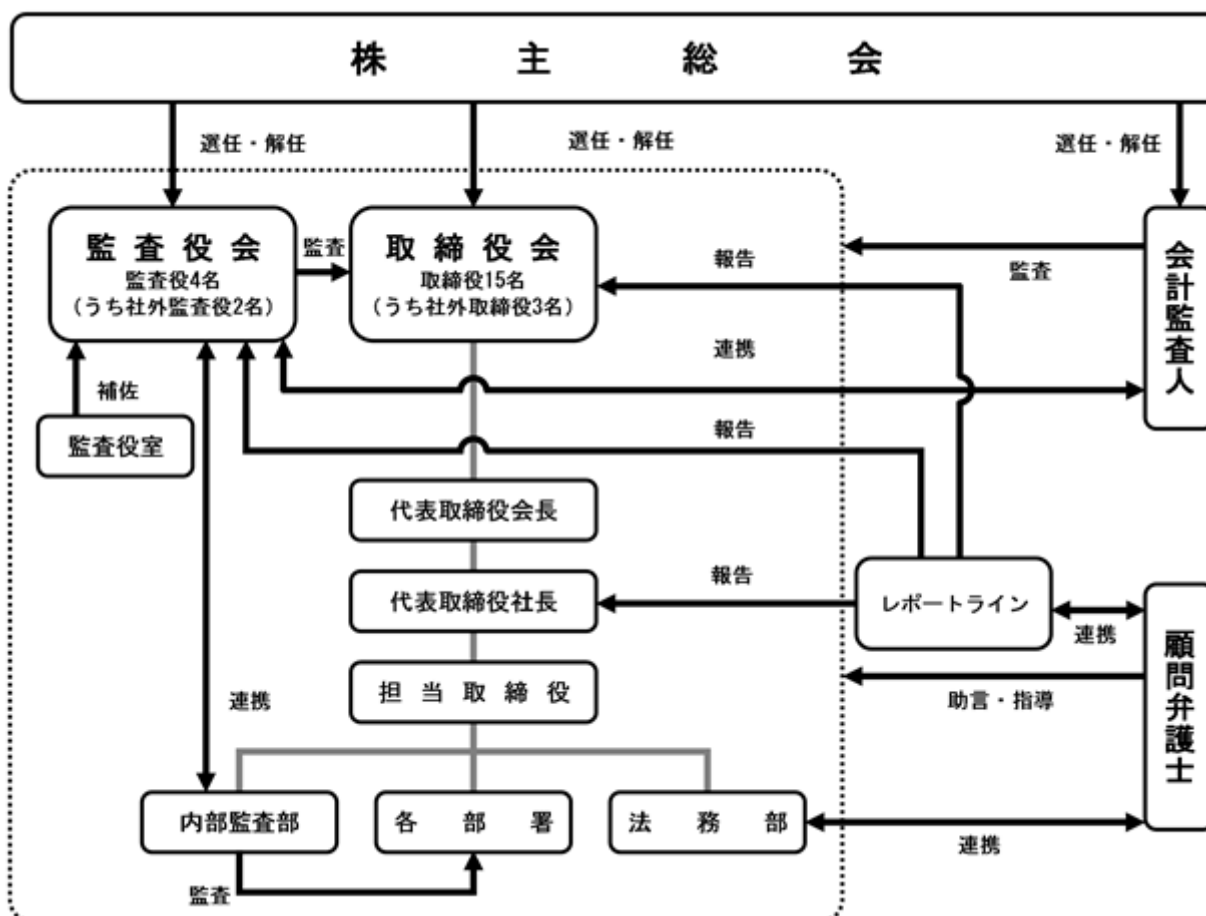 株主総会
選任・解任
選任・解任
選任・解任
監査役会
監査役4名
(うち社外監査役2名)
監査
取締役会
取締役15名
(うち社外取締役3名)
報告
監査
会計監査人
連携
補佐
監査役室
報告
代表取締役会長
代表取締役社長
報告
レポートライン
連携
顧問弁護士
担当取締役
助言・指導
連携
内部監査部
各部署
法務部
連携
監査